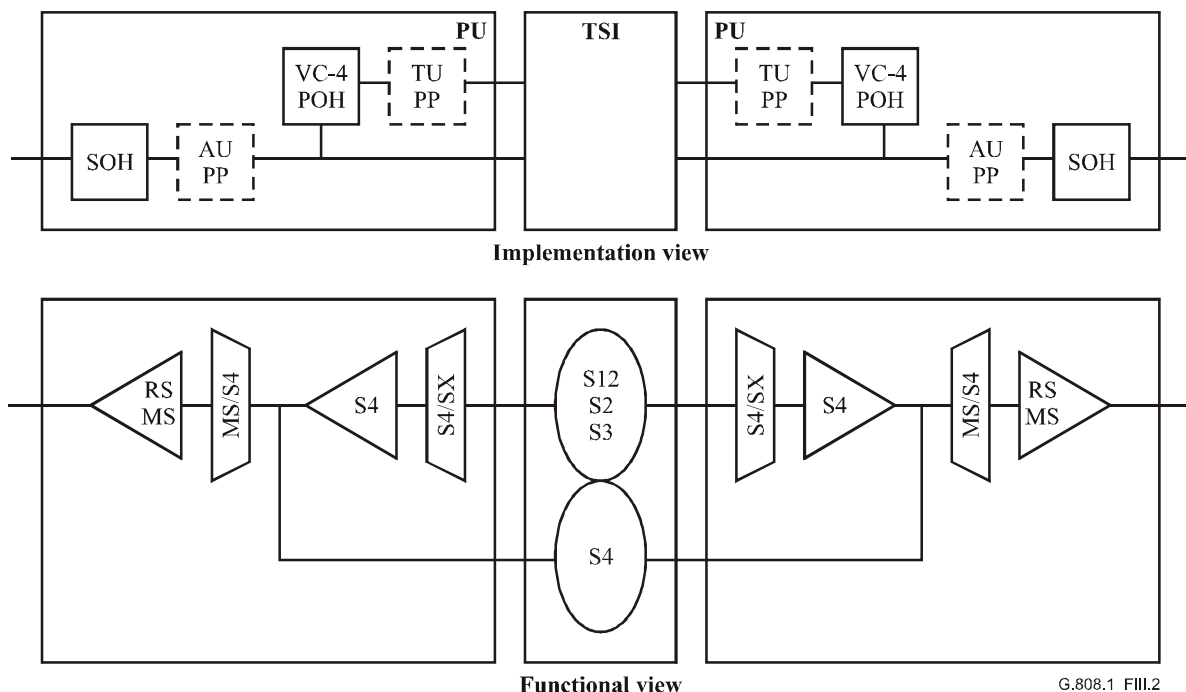 PU
TSI
PU
VC-4
POH
TU
PP
TU
PP
VC-4
POH
SOH
AU
PP
AU
PP
SOH
Implementation view
RS
MS
MS/S4
S4
S4/SX
S12
S2
S3
S4/SX
S4
MS/S4
RS
MS
S4
Functional view
G.808.1_FIII.2